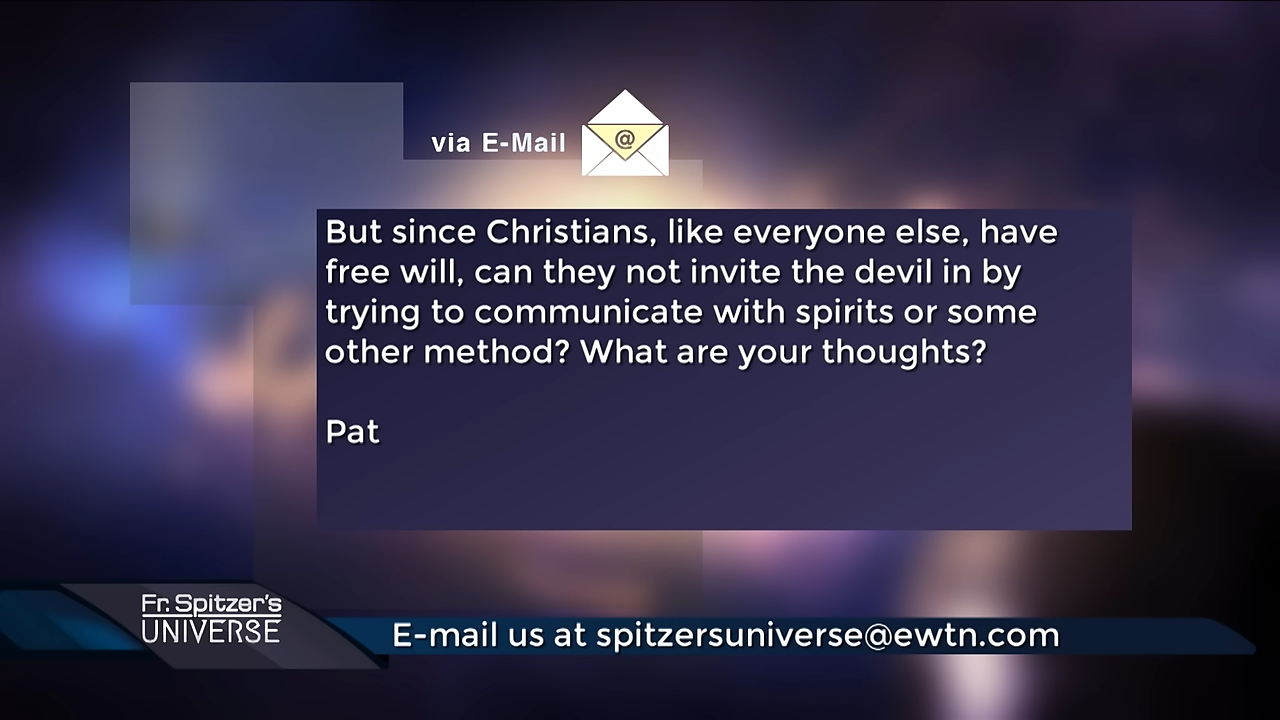 via E-Mail
@
But since Christians, like everyone else, have
free will, can they not invite the devil in by
trying to communicate with spirits or some
other method? What are your thoughts?
Pat
Fr. Spitzer's
UNIVERSE
E-mail us at spitzersuniverse@ewtn.com